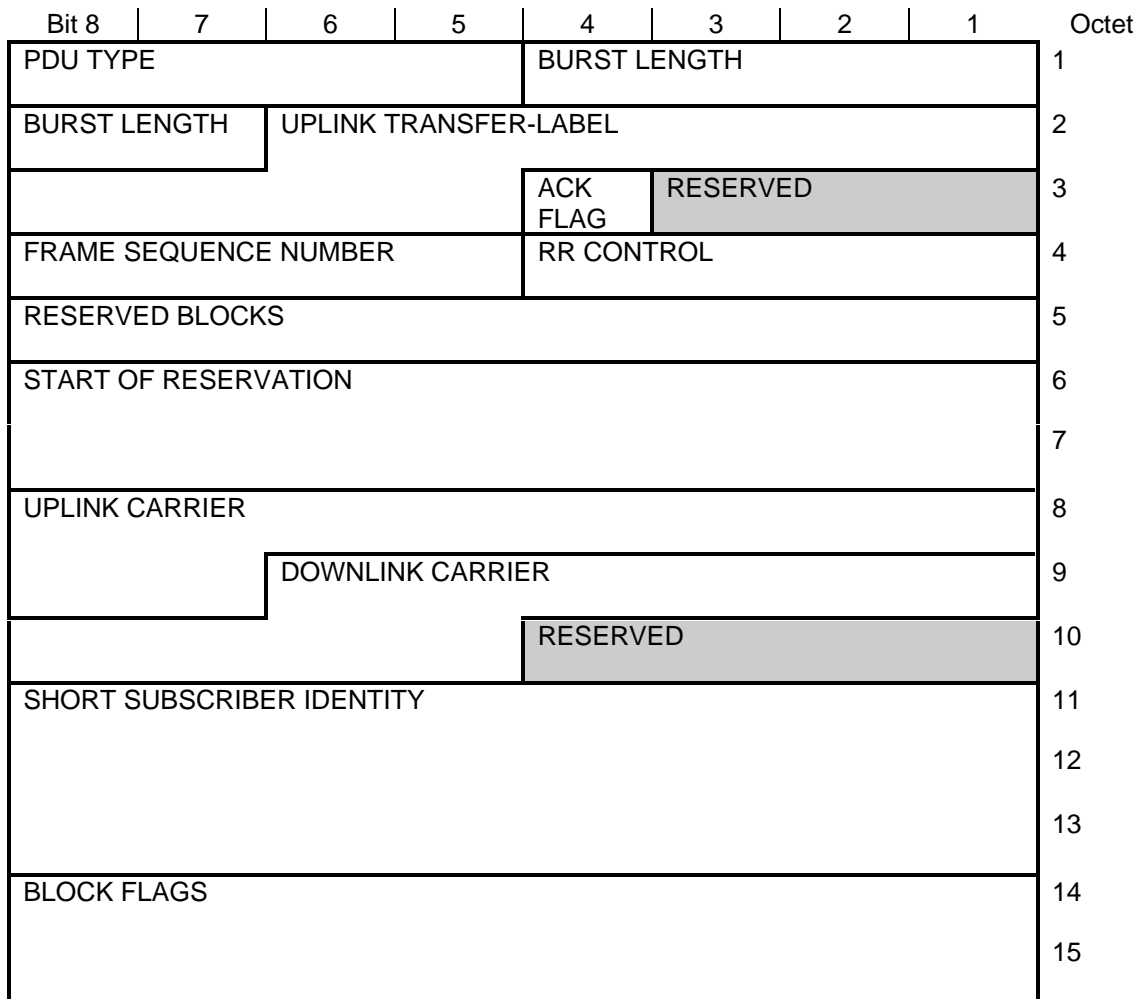 Bit 8 7 6 5 4 3 2 1 Octet
PDU TYPE BURST LENGTH 1
BURST LENGTH UPLINK TRANSFER-LABEL 2
ACK RESERVED 3
FLAG
FRAME SEQUENCE NUMBER RR CONTROL 4
RESERVED BLOCKS 5
START OF RESERVATION 6
7
UPLINK CARRIER 8
DOWNLINK CARRIER 9
RESERVED 10
SHORT SUBSCRIBER IDENTITY 11
12
13
BLOCK FLAGS 14
15